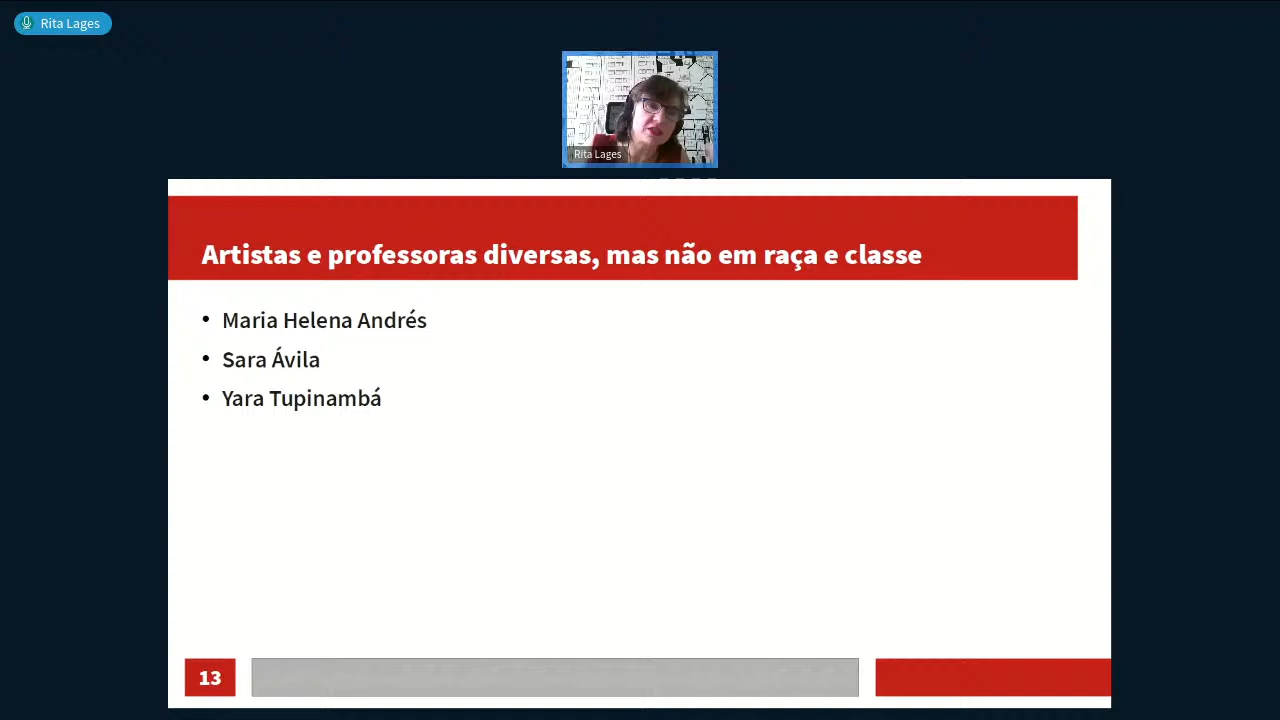 Rita Lages
Rita Lages
Artistas e professoras diversas, mas não em raça e classe
• Maria Helena Andrés
• Sara Ávila
• Yara Tupinambá
13